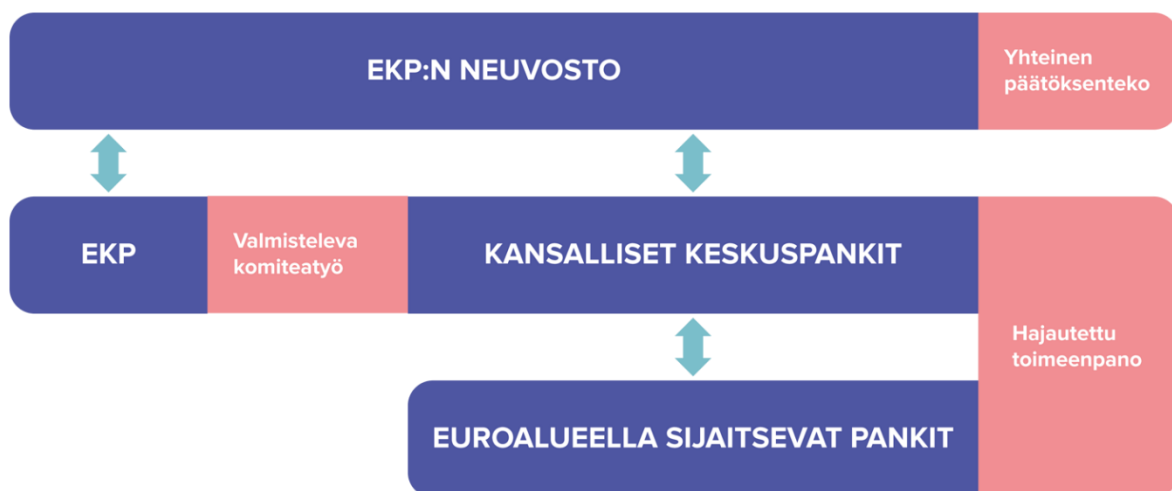 EKP:N NEUVOSTO
Yhteinen
päätöksenteko
EKP
Valmisteleva
komiteatyö
KANSALLISET KESKUSPANKIT
Hajautettu
toimeenpano
EUROALUEELLA SIJAITSEVAT PANKIT